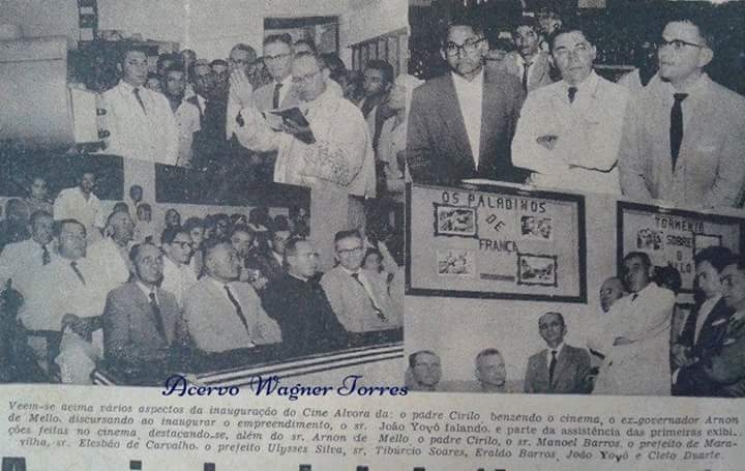 OS PALADINOS
DE
FRANÇA
TORMENTA
SOBRE
O
NILO
Acervo Wagner Torres
Vêem-se acima vários aspectos da inauguração do Cine Alvora da: o padre Cirilo benzendo o cinema, o ex.governador Arnon
de Mello, discursando ao inaugurar o empreendimento, o sr. João Yoyô falando, e parte da assistência das primeiras exibi..
ções feitas no cinema, destacando-se, além do sr. Arnon de Mello, o padre Cirilo, o sr. Manoel Barros, o prefeito de Mara-
vilha, sr. Elesbão de Carvalho, o prefeito Ulysses Silva, sr. Tibúrcio Soares, Eraldo Barros, João Yoyô e Cleto Duarte.